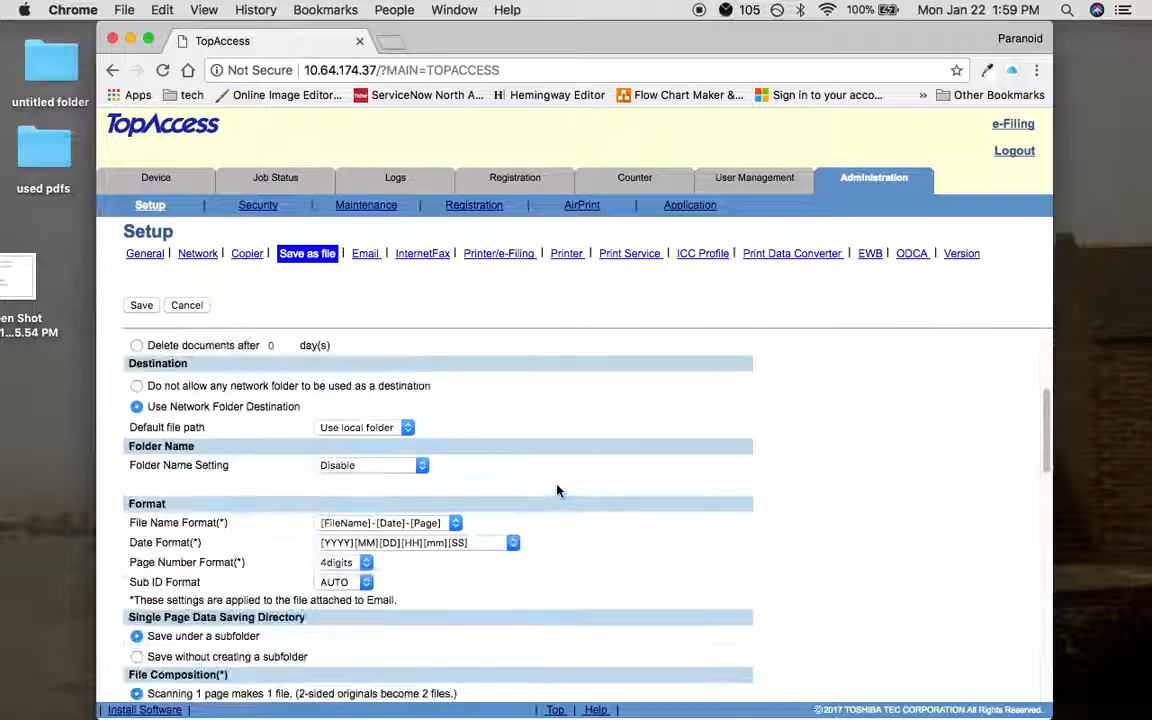 Chrome File Edit View History Bookmarks People Window Help 105 100% Mon Jan 22 1:59 PM
untitled folder
used pdfs
en Shot
1...5.54 PM
TopAccess
Paranoid
Not Secure 10.64.174.37/?MAIN=TOPACCESS
Apps tech Online Image Editor... now ServiceNow North A... H Hemingway Editor Flow Chart Maker &... Sign in to your acco... » Other Bookmarks
TopAccess
e-Filing
Logout
Device Job Status Logs Registration Counter User Management Administration
Setup | Security | Maintenance | Registration | AirPrint | Application
Setup
General | Network | Copier | Save as file | Email | InternetFax | Printer/e-Filing | Printer | Print Service | ICC Profile | Print Data Converter | EWB | ODCA | Version
Save Cancel
Delete documents after 0 day(s)
Destination
Do not allow any network folder to be used as a destination
Use Network Folder Destination
Default file path Use local folder
Folder Name
Folder Name Setting Disable
Format
File Name Format(*) [FileName]-[Date]-[Page]
Date Format(*) [YYYY][MM][DD][HH][mm][SS]
Page Number Format(*) 4digits
Sub ID Format AUTO
*These settings are applied to the file attached to Email.
Single Page Data Saving Directory
Save under a subfolder
Save without creating a subfolder
File Composition(*)
Scanning 1 page makes 1 file. (2-sided originals become 2 files.)
| Install Software | | Top | Help | ©2017 TOSHIBA TEC CORPORATION All Rights Reserved.